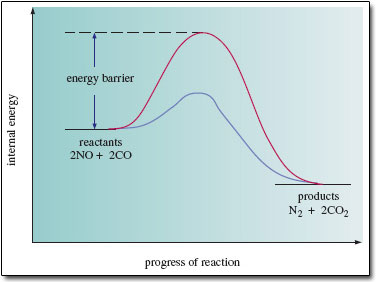 internal energy
energy barrier
reactants
2NO + 2CO
products
N₂ + 2CO₂
progress of reaction